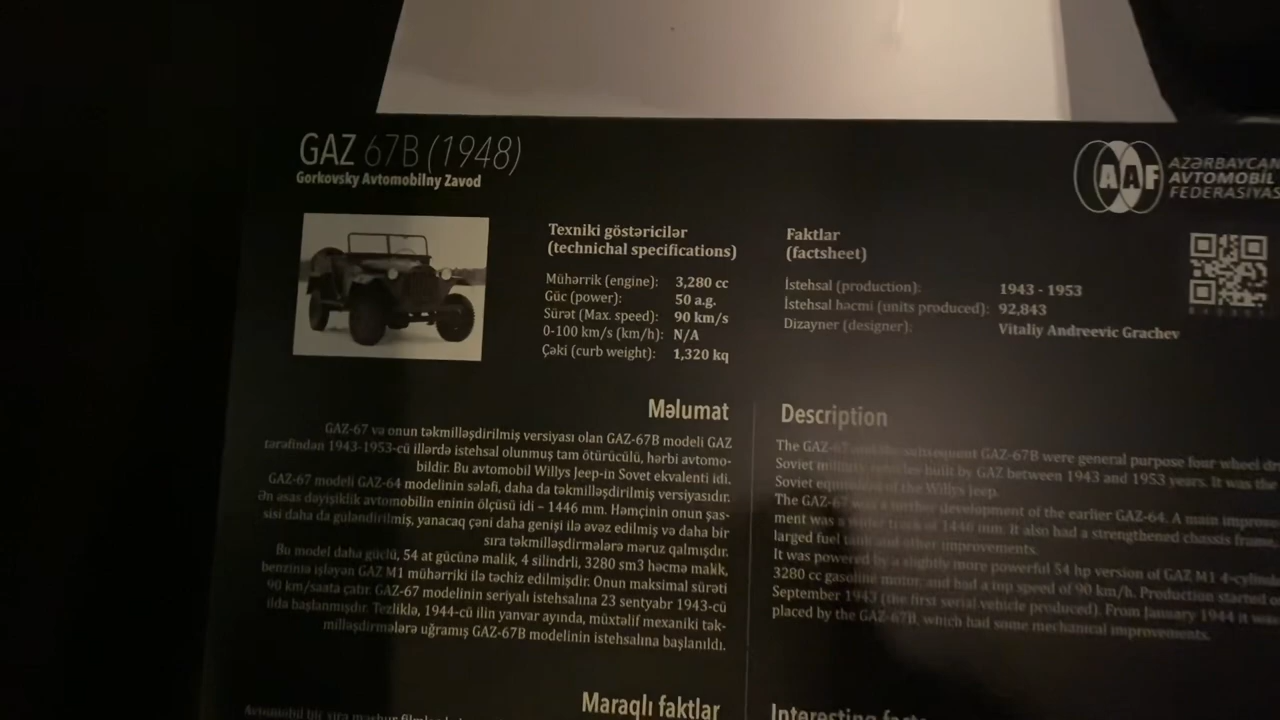 GAZ 67B (1948)
Gorkovsky Avtomobilny Zavod
AAF
AZƏRBAYCAN
AVTOMOBİL
FEDERASİYAS
Texniki göstəricilər
(technichal specifications)
Mühərrik (engine): 3,280 cc
Güc (power): 50 a.g.
Sürət (Max. speed): 90 km/s
0-100 km/s (km/h): N/A
Çəki (curb weight): 1,320 kq
Faktlar
(factsheet)
İstehsal (production): 1943 - 1953
İstehsal həcmi (units produced): 92,843
Dizayner (designer): Vitaliy Andreevic Grachev
Məlumat
GAZ-67 və onun təkmilləşdirilmiş versiyası olan GAZ-67B modeli GAZ
tərəfindən 1943-1953-cü illərdə istehsal olunmuş tam ötürücülü, hərbi avtomo-
bildir. Bu avtomobil Willys Jeep-in Sovet ekvalenti idi.
GAZ-67 modeli GAZ-64 modelinin sələfi, daha da təkmilləşdirilmiş versiyasıdır.
Ən əsas dəyişiklik avtomobilin eninin ölçüsü idi – 1446 mm. Həmçinin onun şas-
sisi daha da gücləndirilmiş, yanacaq çəni daha genişi ilə əvəz edilmiş və daha bir
sıra təkmilləşdirmələrə məruz qalmışdır.
Bu model daha güclü, 54 at gücünə malik, 4 silindrli, 3280 sm3 həcmə malik,
benzinlə işləyən GAZ M1 mühərriki ilə təchiz edilmişdir. Onun maksimal sürəti
90 km/saata çatır. GAZ-67 modelinin seriyalı istehsalına 23 sentyabr 1943-cü
ildə başlanmışdır. Tezliklə, 1944-cü ilin yanvar ayında, müxtəlif mexaniki tək-
milləşdirmələrə uğramış GAZ-67B modelinin istehsalına başlanıldı.
Description
The GAZ-67 and the subsequent GAZ-67B were general purpose four wheel
Soviet military vehicles built by GAZ between 1943 and 1953 years. It was the
Soviet equivalent of the Willys Jeep.
The GAZ-67 was a further development of the earlier GAZ-64. A main improve
ment was a wider track of 1446 mm. It also had a strengthened chassis frame,
larged fuel tank and other improvements.
It was powered by a slightly more powerful 54 hp version of GAZ M1 4-cylinde
3280 cc gasoline motor, and had a top speed of 90 km/h. Production started o
September 1943 (the first serial vehicle produced). From January 1944 it was
placed by the GAZ-67B, which had some mechanical improvements.
Maraqlı faktlar
Interesting facts
Avtomobil bir sıra məşhur